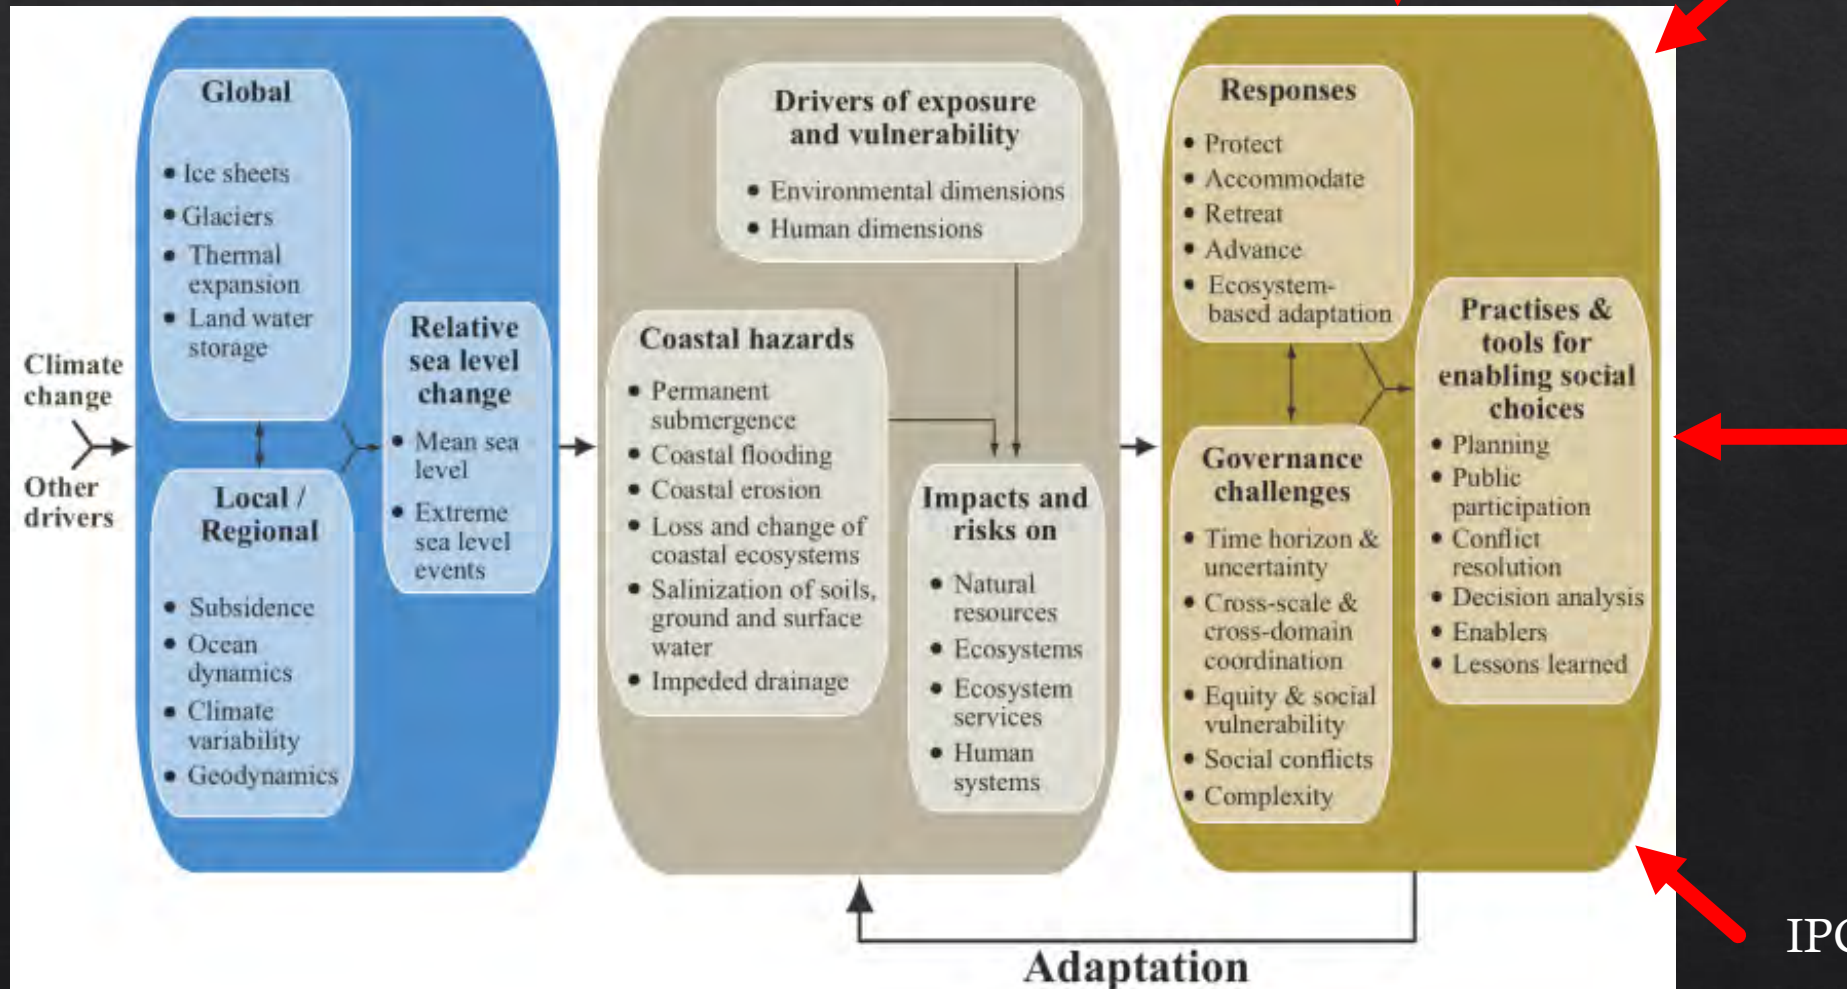 Climate
change
Other
drivers
Global
• Ice sheets
• Glaciers
• Thermal
expansion
• Land water
storage
Local /
Regional
• Subsidence
• Ocean
dynamics
• Climate
variability
• Geodynamics
Relative
sea level
change
• Mean sea
level
• Extreme
sea level
events
Drivers of exposure
and vulnerability
• Environmental dimensions
• Human dimensions
Coastal hazards
• Permanent
submergence
• Coastal flooding
• Coastal erosion
• Loss and change of
coastal ecosystems
• Salinization of soils,
ground and surface
water
• Impeded drainage
Impacts and
risks on
• Natural
resources
• Ecosystems
• Ecosystem
services
• Human
systems
Responses
• Protect
• Accommodate
• Retreat
• Advance
• Ecosystem-
based adaptation
Governance
challenges
• Time horizon &
uncertainty
• Cross-scale &
cross-domain
coordination
• Equity & social
vulnerability
• Social conflicts
• Complexity
Practises &
tools for
enabling social
choices
• Planning
• Public
participation
• Conflict
resolution
• Decision analysis
• Enablers
• Lessons learned
Adaptation